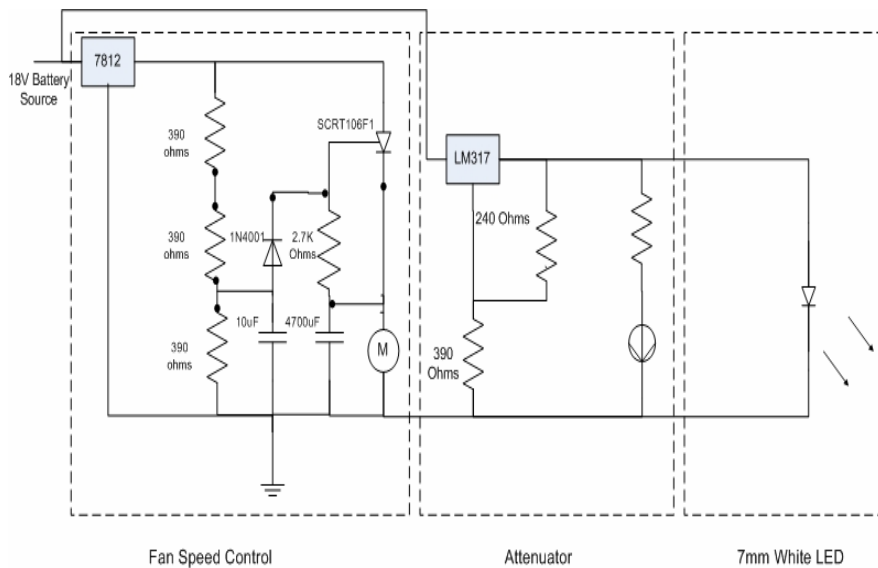 7812
18V Battery
Source
390
ohms
SCRT106F1
390
ohms
1N4001
2.7K
Ohms
10uF
4700uF
390
ohms
M
LM317
240 Ohms
390
Ohms
Fan Speed Control
Attenuator
7mm White LED